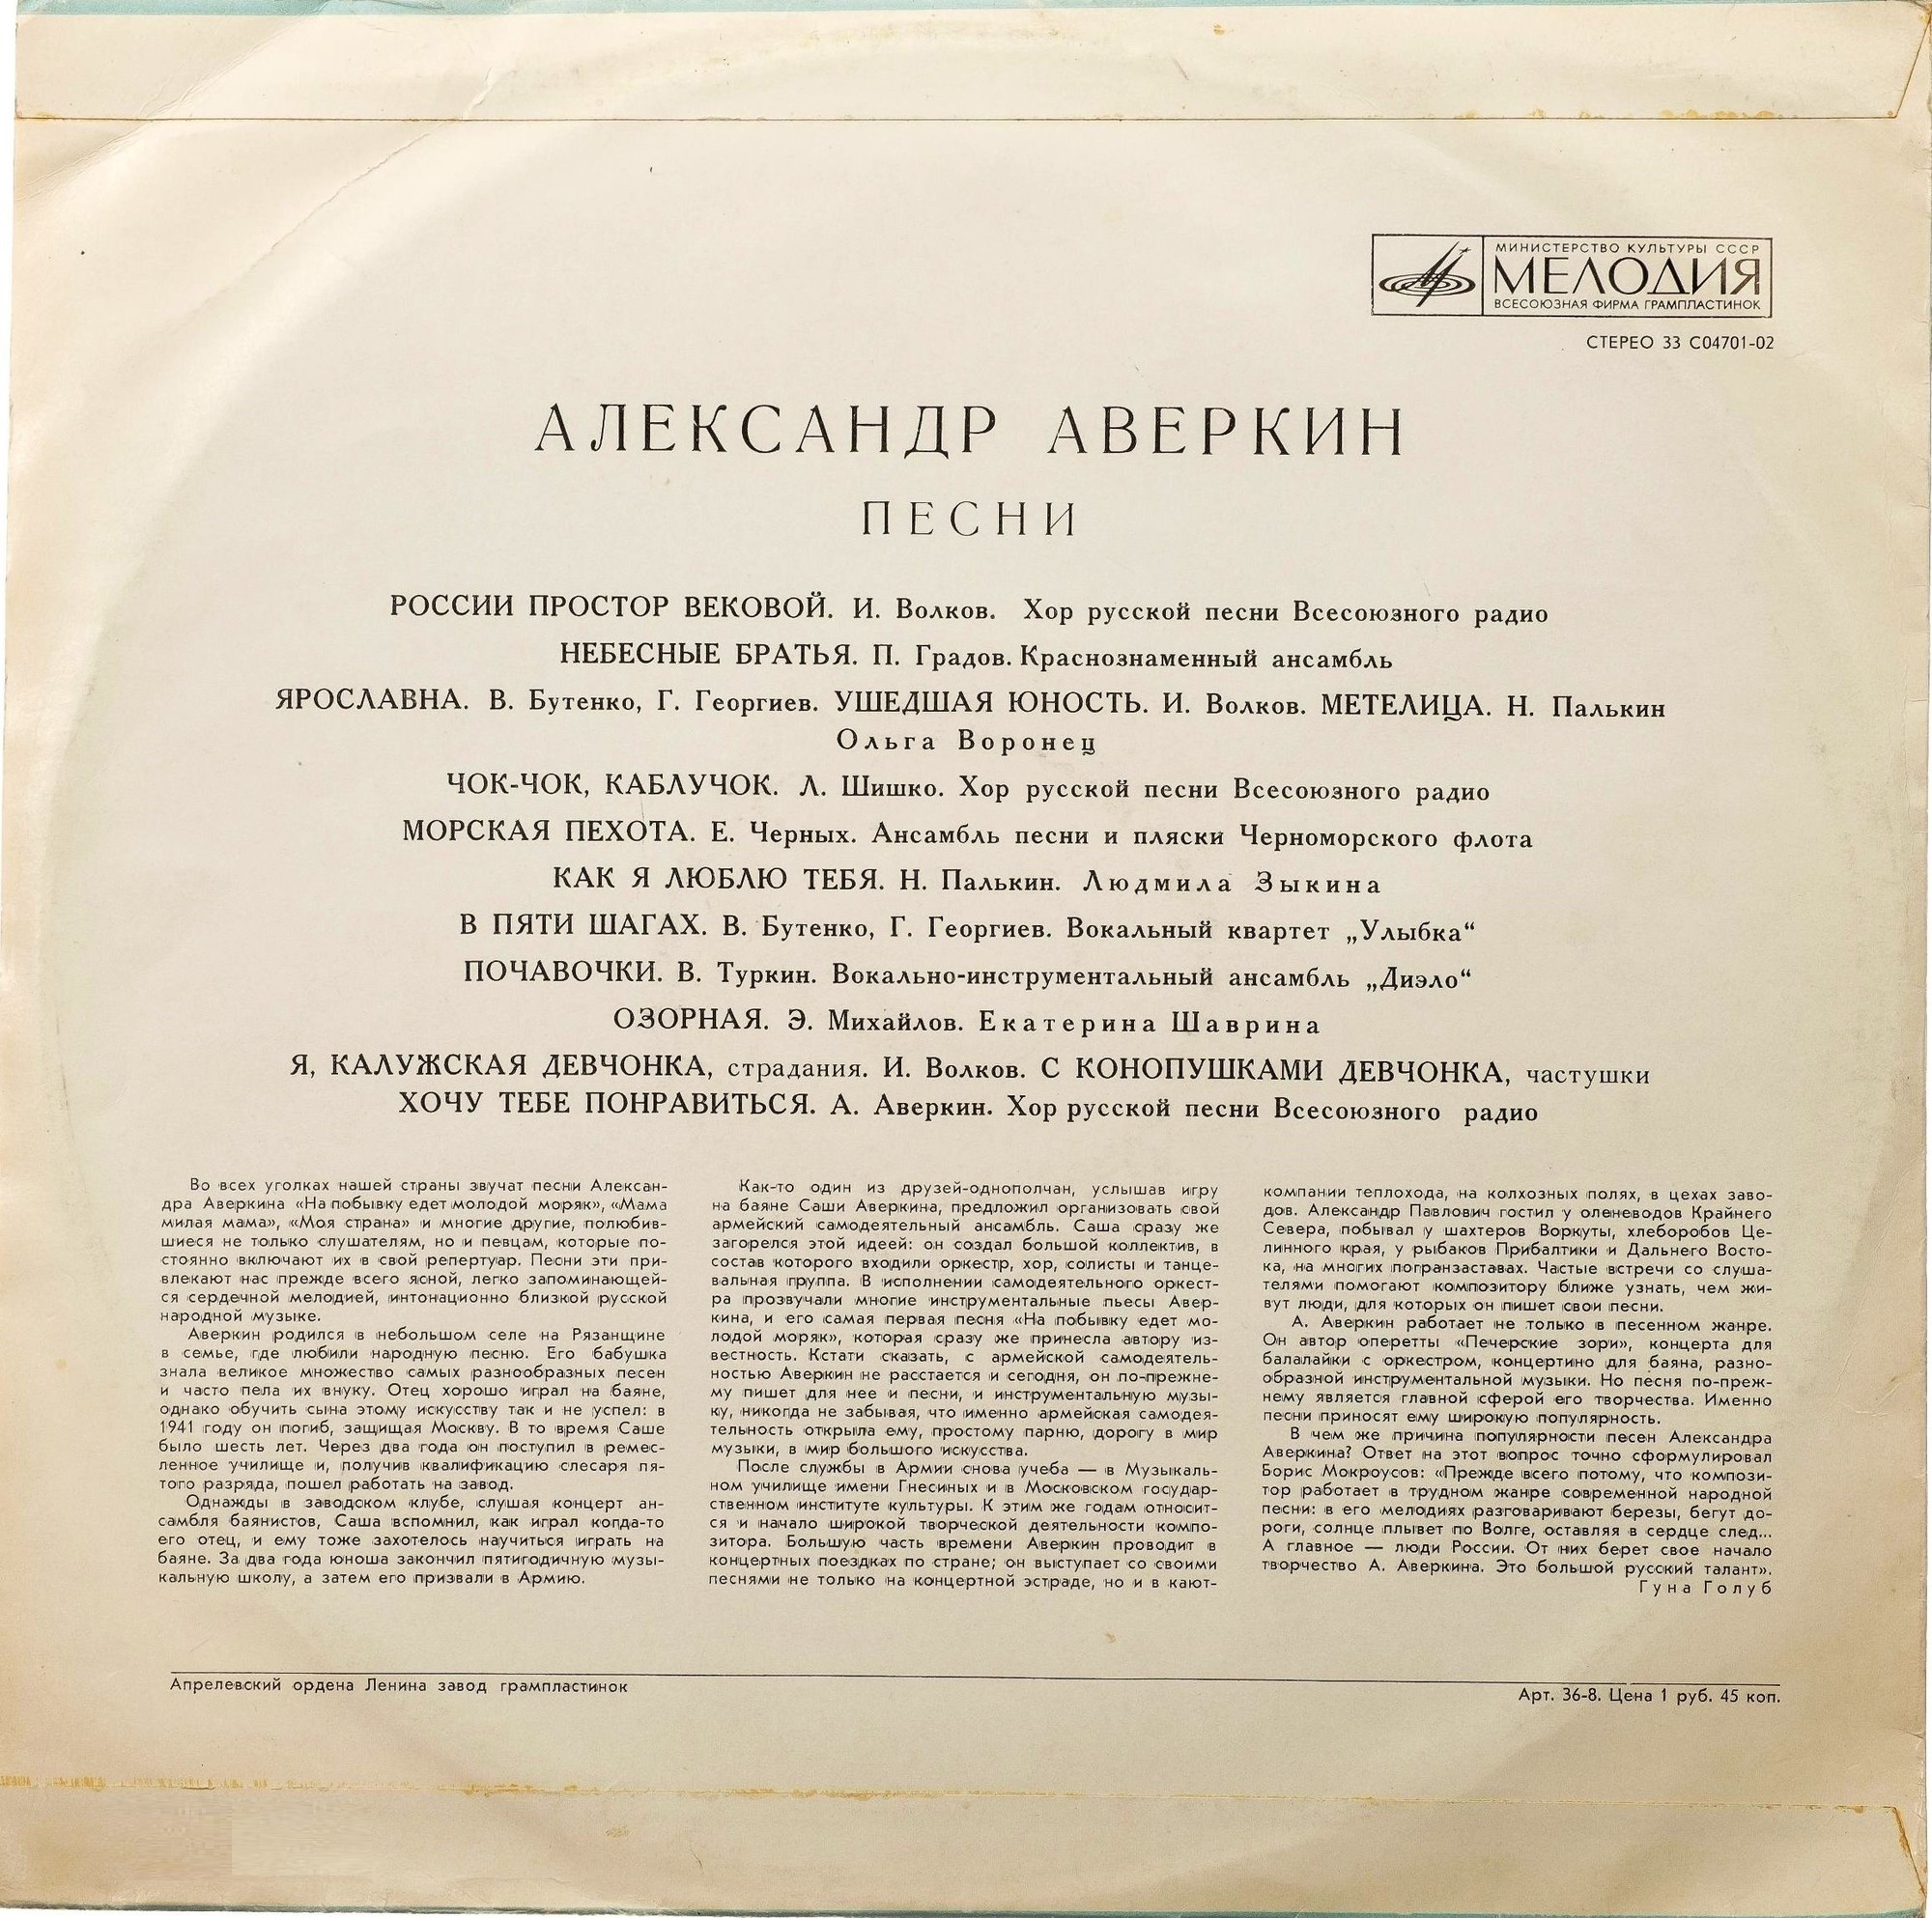 МИНИСТЕРСТВО КУЛЬТУРЫ СССР
МЕЛОДИЯ
ВСЕСОЮЗНАЯ ФИРМА ГРАМПЛАСТИНОК
СТЕРЕО 33 С04701-02
АЛЕКСАНДР АВЕРКИН
ПЕСНИ
РОССИИ ПРОСТОР ВЕКОВОЙ. И. Волков. Хор русской песни Всесоюзного радио
НЕБЕСНЫЕ БРАТЬЯ. П. Градов. Краснознаменный ансамбль
ЯРОСЛАВНА. В. Бутенко, Г. Георгиев. УШЕДШАЯ ЮНОСТЬ. И. Волков. МЕТЕЛИЦА. Н. Палькин
Ольга Воронец
ЧОК-ЧОК, КАБЛУЧОК. Л. Шишко. Хор русской песни Всесоюзного радио
МОРСКАЯ ПЕХОТА. Е. Черных. Ансамбль песни и пляски Черноморского флота
КАК Я ЛЮБЛЮ ТЕБЯ. Н. Палькин. Людмила Зыкина
В ПЯТИ ШАГАХ. В. Бутенко, Г. Георгиев. Вокальный квартет „Улыбка“
ПОЧАВОЧКИ. В. Туркин. Вокально-инструментальный ансамбль „Диэло“
ОЗОРНАЯ. Э. Михайлов. Екатерина Шаврина
Я, КАЛУЖСКАЯ ДЕВЧОНКА, страдания. И. Волков. С КОНОПУШКАМИ ДЕВЧОНКА, частушки
ХОЧУ ТЕБЕ ПОНРАВИТЬСЯ. А. Аверкин. Хор русской песни Всесоюзного радио
Во всех уголках нашей страны звучат песни Алексан-
дра Аверкина «На побывку едет молодой моряк», «Мама
милая мама», «Моя страна» и многие другие, полюбив-
шиеся не только слушателям, но и певцам, которые по-
стоянно включают их в свой репертуар. Песни эти при-
влекают нас прежде всего ясной, легко запоминающей-
ся сердечной мелодией, интонационно близкой русской
народной музыке.
Аверкин родился в небольшом селе на Рязанщине
в семье, где любили народную песню. Его бабушка
знала великое множество самых разнообразных песен
и часто пела их внуку. Отец хорошо играл на баяне,
однако обучить сына этому искусству так и не успел: в
1941 году он погиб, защищая Москву. В то время Саше
было шесть лет. Через два года он поступил в ремес-
ленное училище и, получив квалификацию слесаря пя-
того разряда, пошел работать на завод.
Однажды в заводском клубе, слушая концерт ан-
самбля баянистов, Саша вспомнил, как играл когда-то
его отец, и ему тоже захотелось научиться играть на
баяне. За два года юноша закончил пятигодичную музы-
кальную школу, а затем его призвали в Армию.
Как-то один из друзей-однополчан, услышав игру
на баяне Саши Аверкина, предложил организовать свой
армейский самодеятельный ансамбль. Саша сразу же
загорелся этой идеей: он создал большой коллектив, в
состав которого входили оркестр, хор, солисты и танце-
вальная группа. В исполнении самодеятельного оркест-
ра прозвучали многие инструментальные пьесы Авер-
кина, и его самая первая песня «На побывку едет мо-
лодой моряк», которая сразу же принесла автору из-
вестность. Кстати сказать, с армейской самодеятель-
ностью Аверкин не расстается и сегодня, он по-прежне-
му пишет для нее и песни, и инструментальную музы-
ку, никогда не забывая, что именно армейская самодея-
тельность открыла ему, простому парню, дорогу в мир
музыки, в мир большого искусства.
После службы в Армии снова учеба — в Музыкаль-
ном училище имени Гнесиных и в Московском государ-
ственном институте культуры. К этим же годам относит-
ся и начало широкой творческой деятельности компо-
зитора. Большую часть времени Аверкин проводит в
концертных поездках по стране; он выступает со своими
песнями не только на концертной эстраде, но и в кают-
компании теплохода, на колхозных полях, в цехах заво-
дов. Александр Павлович гостил у оленеводов Крайнего
Севера, побывал у шахтеров Воркуты, хлеборобов Це-
линного края, у рыбаков Прибалтики и Дальнего Восто-
ка, на многих погранзаставах. Частые встречи со слуша-
телями помогают композитору ближе узнать, чем жи-
вут люди, для которых он пишет свои песни.
А. Аверкин работает не только в песенном жанре.
Он автор оперетты «Печерские зори», концерта для
балалайки с оркестром, концертино для баяна, разно-
образной инструментальной музыки. Но песня по-преж-
нему является главной сферой его творчества. Именно
песни приносят ему широкую популярность.
В чем же причина популярности песен Александра
Аверкина? Ответ на этот вопрос точно сформулировал
Борис Мокроусов: «Прежде всего потому, что компози-
тор работает в трудном жанре современной народной
песни: в его мелодиях разговаривают березы, бегут до-
роги, солнце плывет по Волге, оставляя в сердце след...
А главное — люди России. От них берет свое начало
творчество А. Аверкина. Это большой русский талант».
Гуна Голуб
Апрелевский ордена Ленина завод грампластинок
Арт. 36-8. Цена 1 руб. 45 коп.